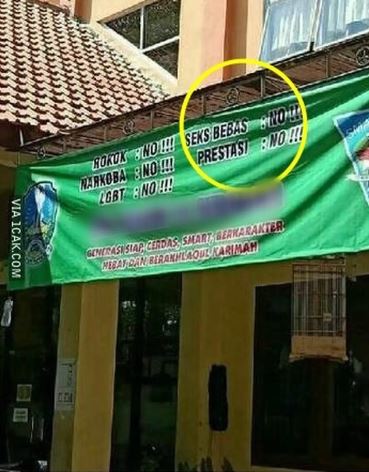 ROKOK : NO !!!
NARKOBA : NO !!!
LGBT : NO !!!
SEKS BEBAS : NO !!!
PRESTASI : NO !!!
GENERASI SIAP, CERDAS, SMART, BERKARAKTER
HEBAT DAN BERAKHLAQUL KARIMAH
VIA 1CAK.COM